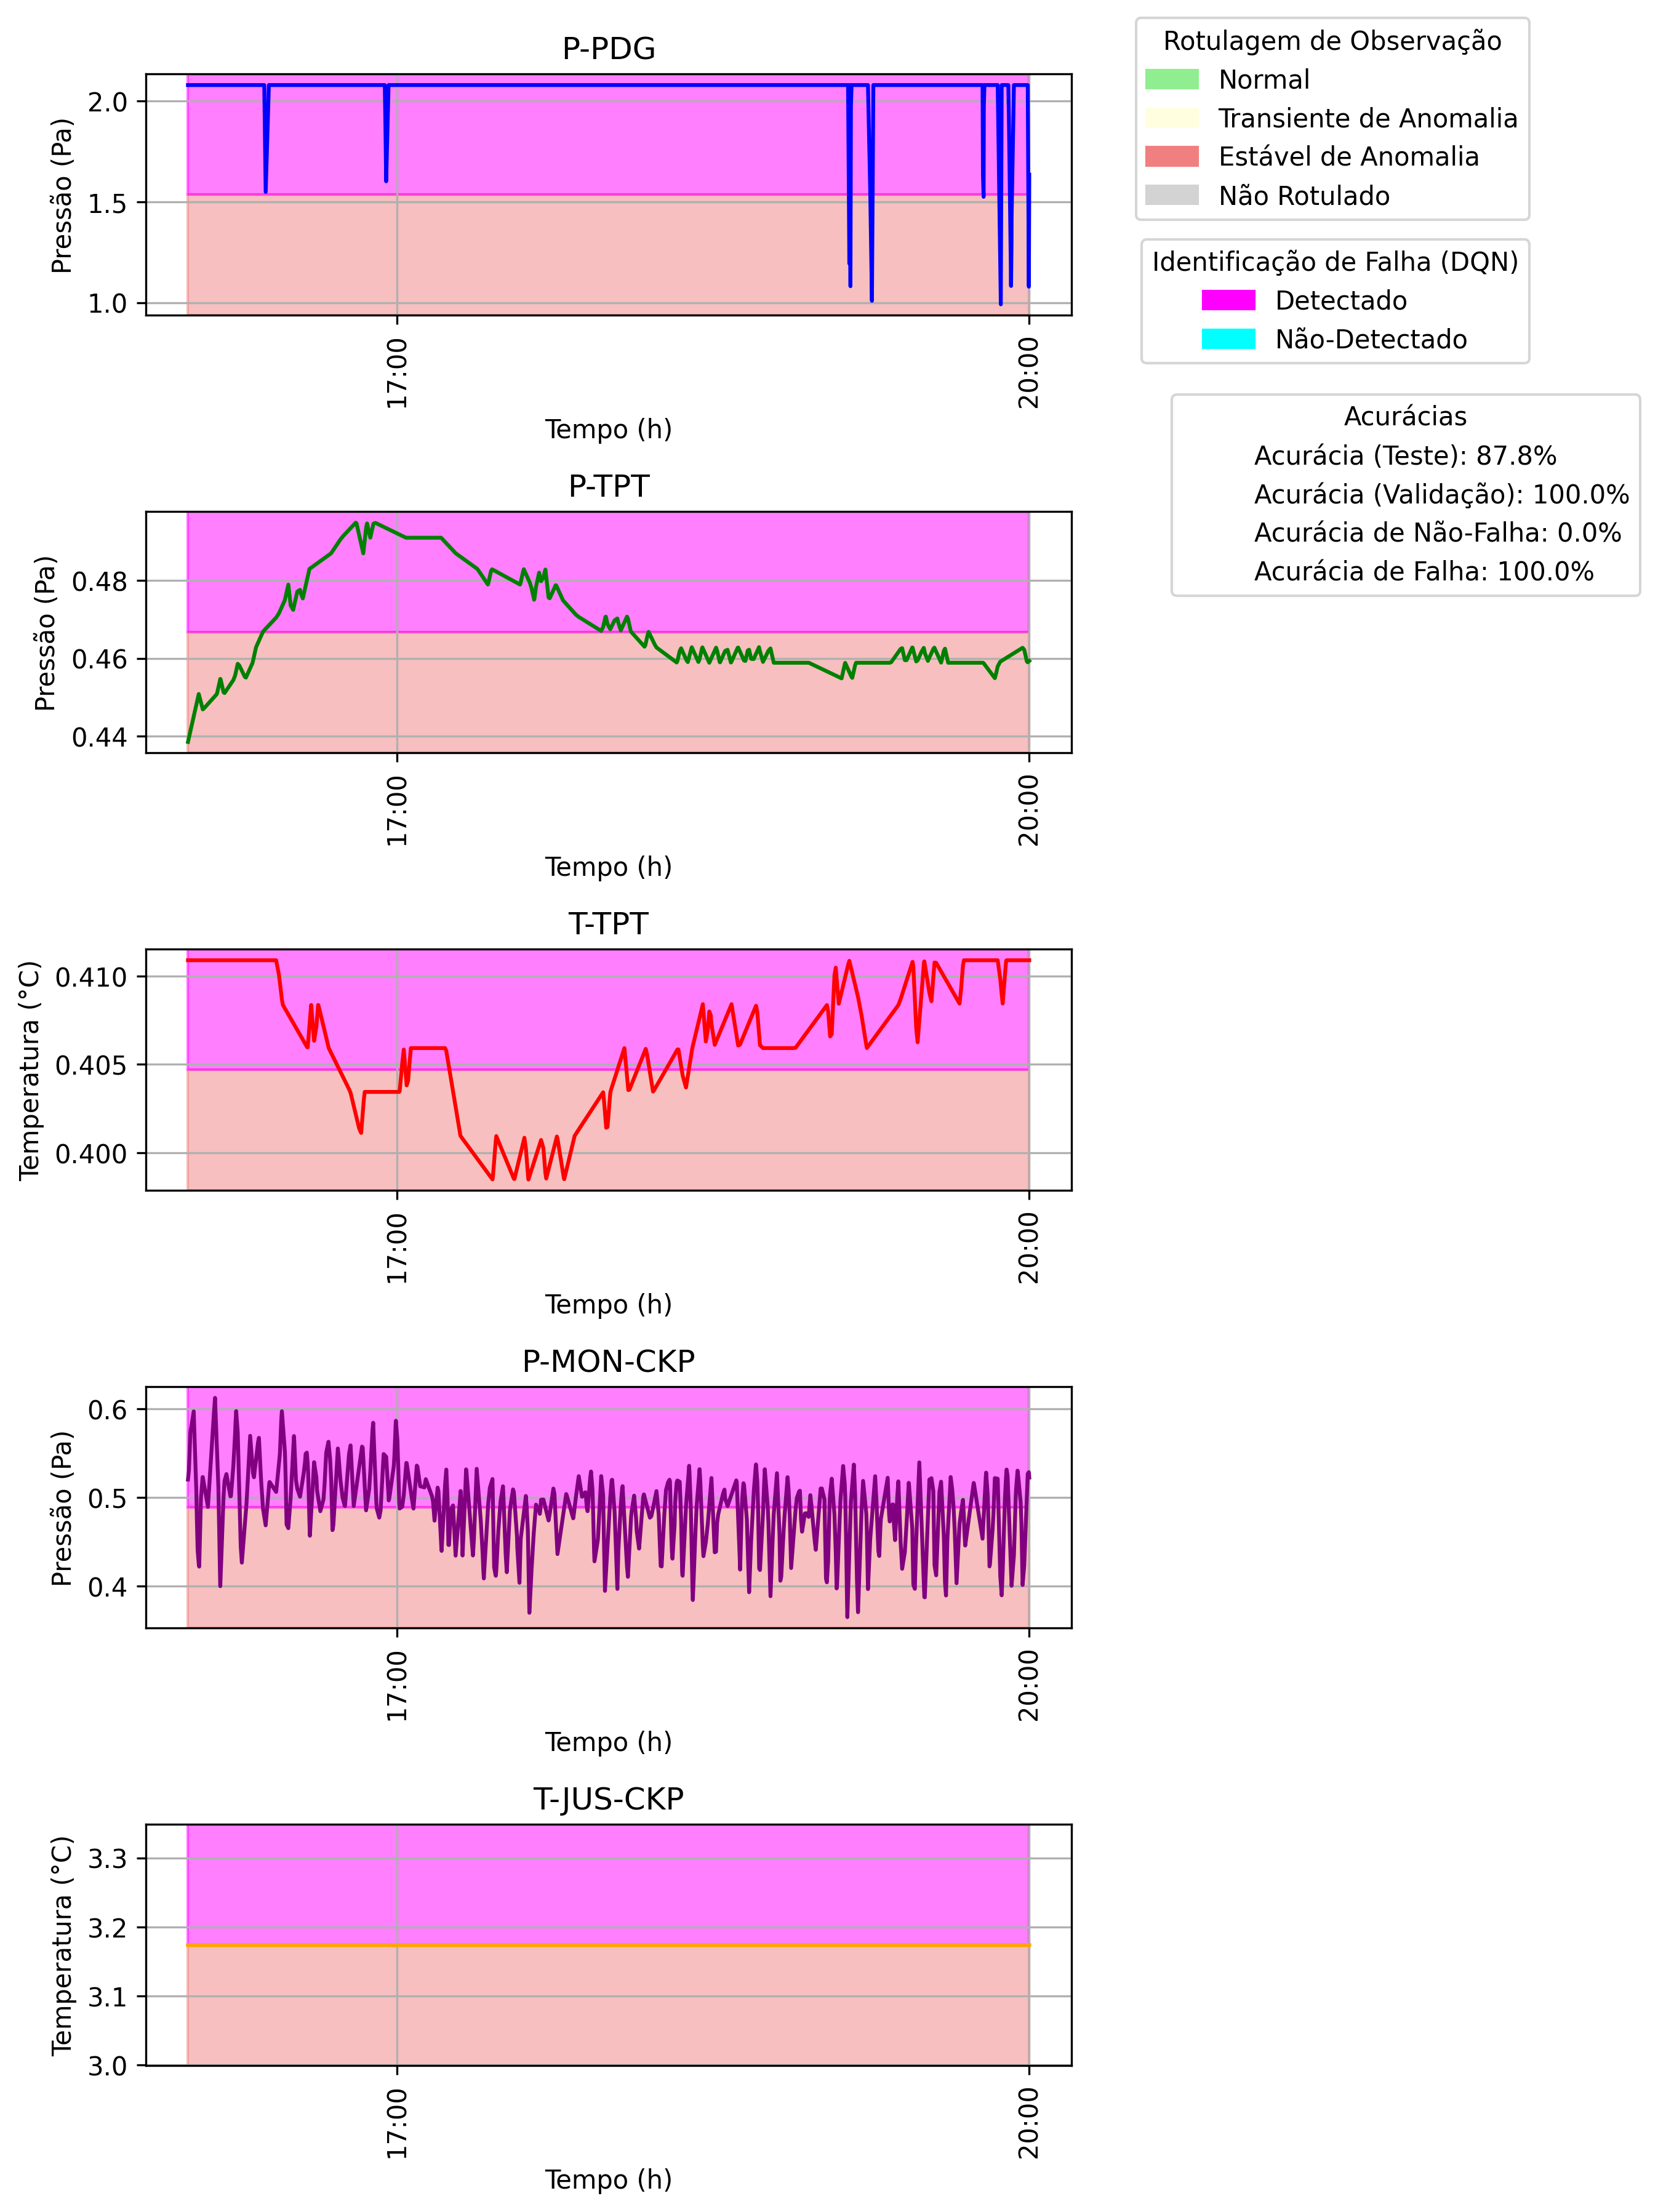 P-PDG
Pressão (Pa)
2.0
1.5
1.0
17:00
20:00
Tempo (h)
Rotulagem de Observação
Normal
Transiente de Anomalia
Estável de Anomalia
Não Rotulado
Identificação de Falha (DQN)
Detectado
Não-Detectado
Acurácias
Acurácia (Teste): 87.8%
Acurácia (Validação): 100.0%
Acurácia de Não-Falha: 0.0%
Acurácia de Falha: 100.0%
P-TPT
Pressão (Pa)
0.48
0.46
0.44
17:00
20:00
Tempo (h)
T-TPT
Temperatura (°C)
0.410
0.405
0.400
17:00
20:00
Tempo (h)
P-MON-CKP
Pressão (Pa)
0.6
0.5
0.4
17:00
20:00
Tempo (h)
T-JUS-CKP
Temperatura (°C)
3.3
3.2
3.1
3.0
17:00
20:00
Tempo (h)